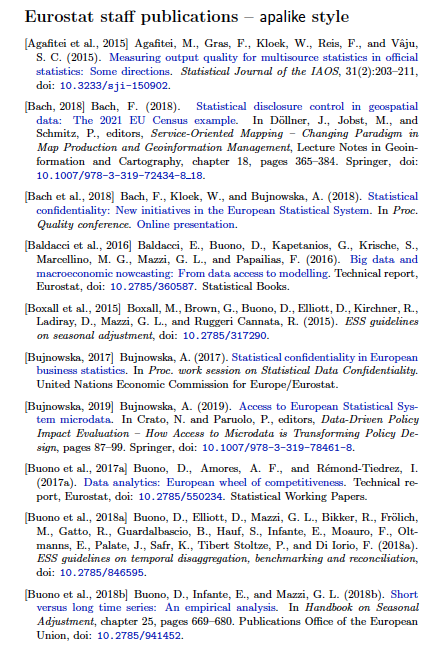 Eurostat staff publications – apalike style
[Agafitei et al., 2015] Agafitei, M., Gras, F., Kloek, W., Reis, F., and Vâju,
S. C. (2015). Measuring output quality for multisource statistics in official
statistics: Some directions. Statistical Journal of the IAOS, 31(2):203–211,
doi: 10.3233/sji-150902.
[Bach, 2018] Bach, F. (2018). Statistical disclosure control in geospatial
data: The 2021 EU Census example. In Döllner, J., Jobst, M., and
Schmitz, P., editors, Service-Oriented Mapping – Changing Paradigm in
Map Production and Geoinformation Management, Lecture Notes in Geoin-
formation and Cartography, chapter 18, pages 365–384. Springer, doi:
10.1007/978-3-319-72434-8_18.
[Bach et al., 2018] Bach, F., Kloek, W., and Bujnowska, A. (2018). Statistical
confidentiality: New initiatives in the European Statistical System. In Proc.
Quality conference. Online presentation.
[Baldacci et al., 2016] Baldacci, E., Buono, D., Kapetanios, G., Krische, S.,
Marcellino, M. G., Mazzi, G. L., and Papailias, F. (2016). Big data and
macroeconomic nowcasting: From data access to modelling. Technical report,
Eurostat, doi: 10.2785/360587. Statistical Books.
[Boxall et al., 2015] Boxall, M., Brown, G., Buono, D., Elliott, D., Kirchner, R.,
Ladiray, D., Mazzi, G. L., and Ruggeri Cannata, R. (2015). ESS guidelines
on seasonal adjustment, doi: 10.2785/317290.
[Bujnowska, 2017] Bujnowska, A. (2017). Statistical confidentiality in European
business statistics. In Proc. work session on Statistical Data Confidentiality.
United Nations Economic Commission for Europe/Eurostat.
[Bujnowska, 2019] Bujnowska, A. (2019). Access to European Statistical Sys-
tem microdata. In Crato, N. and Paruolo, P., editors, Data-Driven Policy
Impact Evaluation – How Access to Microdata is Transforming Policy De-
sign, pages 87–99. Springer, doi: 10.1007/978-3-319-78461-8.
[Buono et al., 2017a] Buono, D., Amores, A. F., and Rémond-Tiedrez, I.
(2017a). Data analytics: European wheel of competitiveness. Technical re-
port, Eurostat, doi: 10.2785/550234. Statistical Working Papers.
[Buono et al., 2018a] Buono, D., Elliott, D., Mazzi, G. L., Bikker, R., Frölich,
M., Gatto, R., Guardalbascio, B., Hauf, S., Infante, E., Moauro, F., Olt-
manns, E., Palate, J., Safr, K., Tibert Stoltze, P., and Di Iorio, F. (2018a).
ESS guidelines on temporal disaggregation, benchmarking and reconciliation,
doi: 10.2785/846595.
[Buono et al., 2018b] Buono, D., Infante, E., and Mazzi, G. L. (2018b). Short
versus long time series: An empirical analysis. In Handbook on Seasonal
Adjustment, chapter 25, pages 669–680. Publications Office of the European
Union, doi: 10.2785/941452.